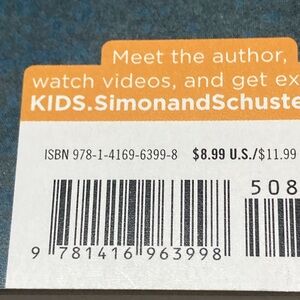 Meet the author,
watch videos, and get ex
KIDS.SimonandSchuste
ISBN 978-1-4169-6399-8 $8.99 U.S./$11.99
508
9 781416 963998